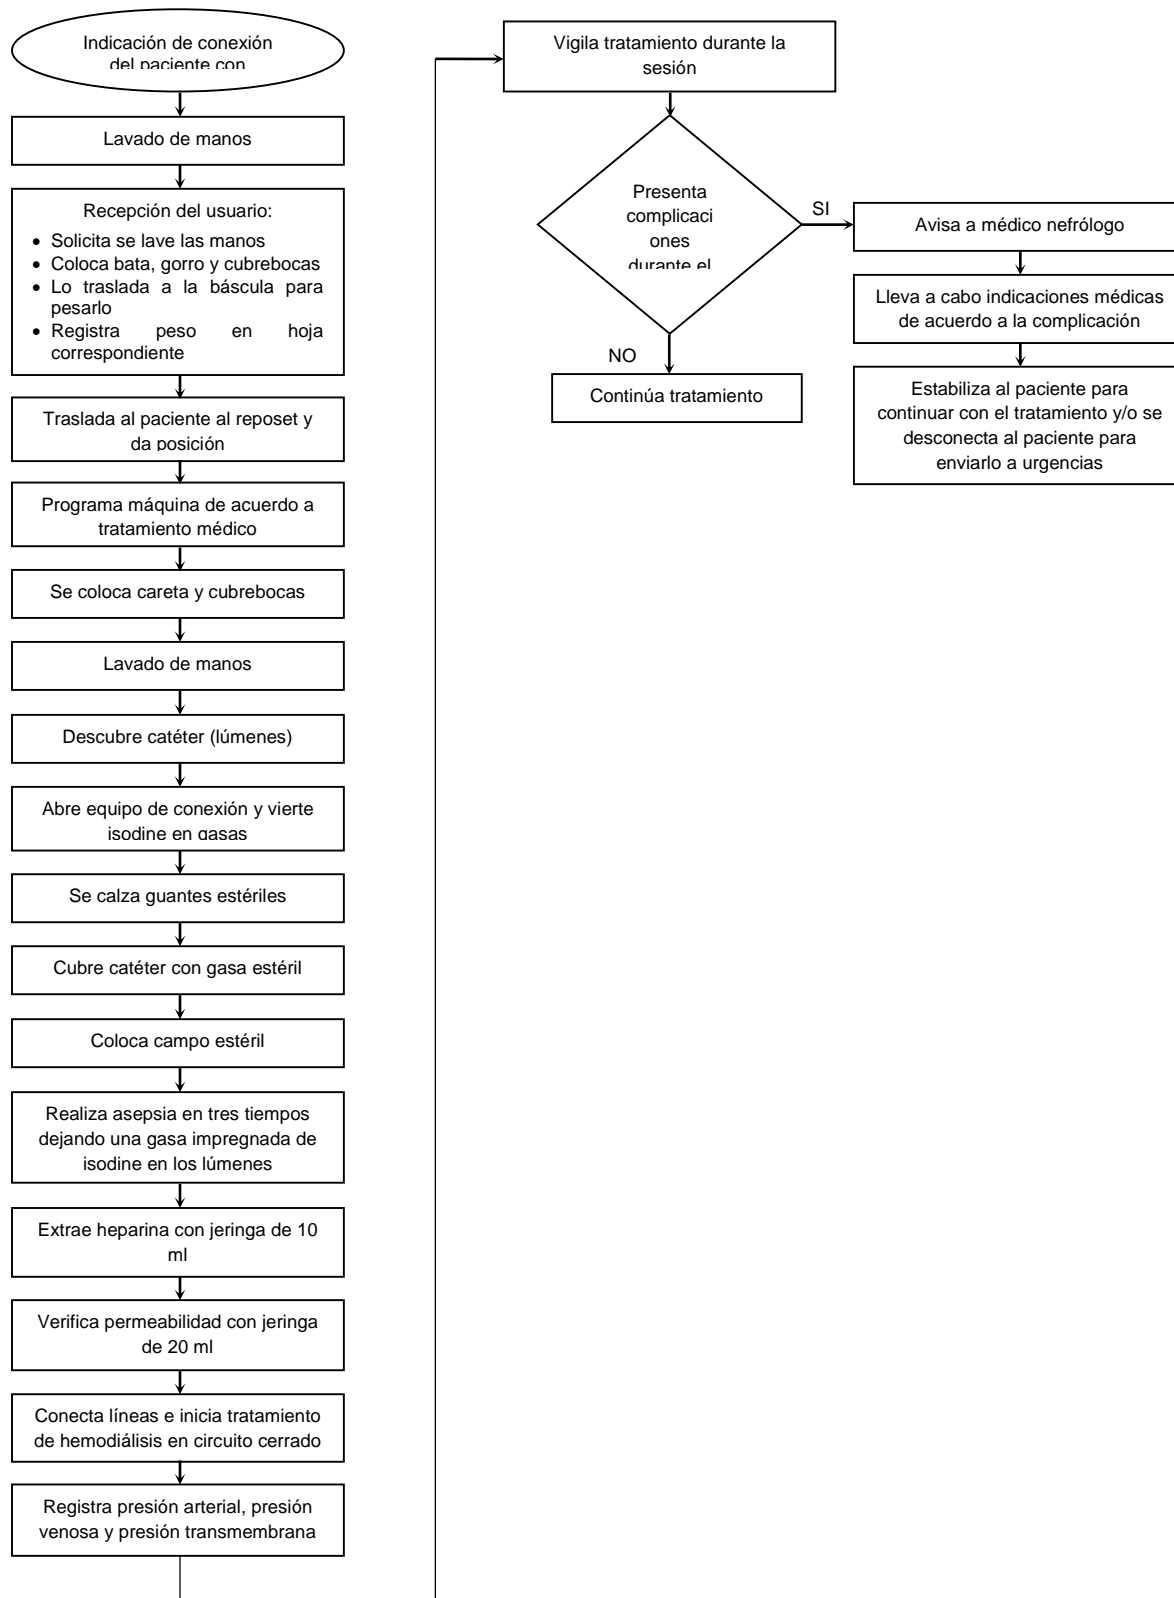 Indicación de conexión
del paciente con
Lavado de manos
Recepción del usuario:
• Solicita se lave las manos
• Coloca bata, gorro y cubrebocas
• Lo traslada a la báscula para
pesarlo
• Registra peso en hoja
correspondiente
Traslada al paciente al reposet y
da posición
Programa máquina de acuerdo a
tratamiento médico
Se coloca careta y cubrebocas
Lavado de manos
Descubre catéter (lúmenes)
Abre equipo de conexión y vierte
isodine en gasas
Se calza guantes estériles
Cubre catéter con gasa estéril
Coloca campo estéril
Realiza asepsia en tres tiempos
dejando una gasa impregnada de
isodine en los lúmenes
Extrae heparina con jeringa de 10
ml
Verifica permeabilidad con jeringa
de 20 ml
Conecta líneas e inicia tratamiento
de hemodiálisis en circuito cerrado
Registra presión arterial, presión
venosa y presión transmembrana
Vigila tratamiento durante la
sesión
Presenta
complicaci
ones
durante el
SI
NO
Continúa tratamiento
Avisa a médico nefrólogo
Lleva a cabo indicaciones médicas
de acuerdo a la complicación
Estabiliza al paciente para
continuar con el tratamiento y/o se
desconecta al paciente para
enviarlo a urgencias